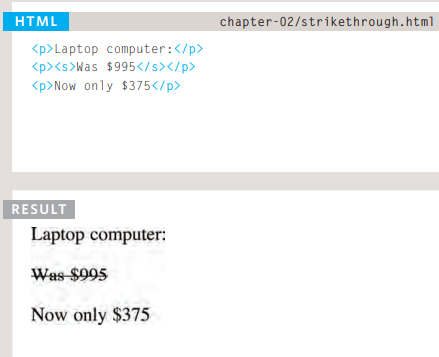 HTML chapter-02/strikethrough.html
<p>Laptop computer:</p>
<p><s>Was $995</s></p>
<p>Now only $375</p>
RESULT
Laptop computer:
Was $995
Now only $375